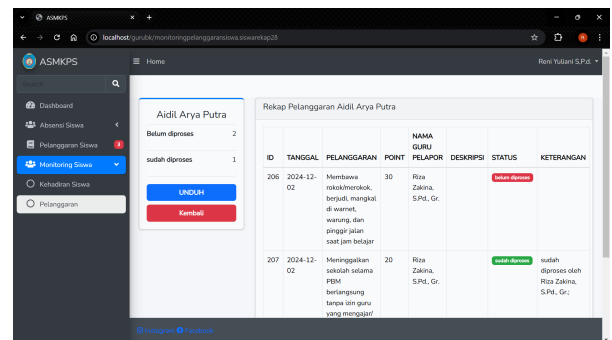 ASMKPS
localhost/gurubk/monitoringpelanggaransiswa.siswarekap28
ASMKPS
Home
Reni Yuliani S.P.d.
Search
Dashboard
Absensi Siswa
Pelanggaran Siswa
Monitoring Siswa
Kehadiran Siswa
Pelanggaran
Aidil Arya Putra
Belum diproses 2
sudah diproses 1
UNDUH
Kembali
Rekap Pelanggaran Aidil Arya Putra
ID TANGGAL PELANGGARAN POINT NAMA GURU PELAPOR DESKRIPSI STATUS KETERANGAN
206 2024-12-02 Membawa rokok/merokok, berjudi, mangkal di warnet, warung, dan pinggir jalan saat jam belajar 30 Riza Zakina, S.Pd., Gr. belum diproses
207 2024-12-02 Meninggalkan sekolah selama PBM berlangsung tanpa izin guru yang mengajar/ 20 Riza Zakina, S.Pd., Gr. sudah diproses sudah diproses oleh Riza Zakina, S.Pd., Gr.;
Instagram Facebook